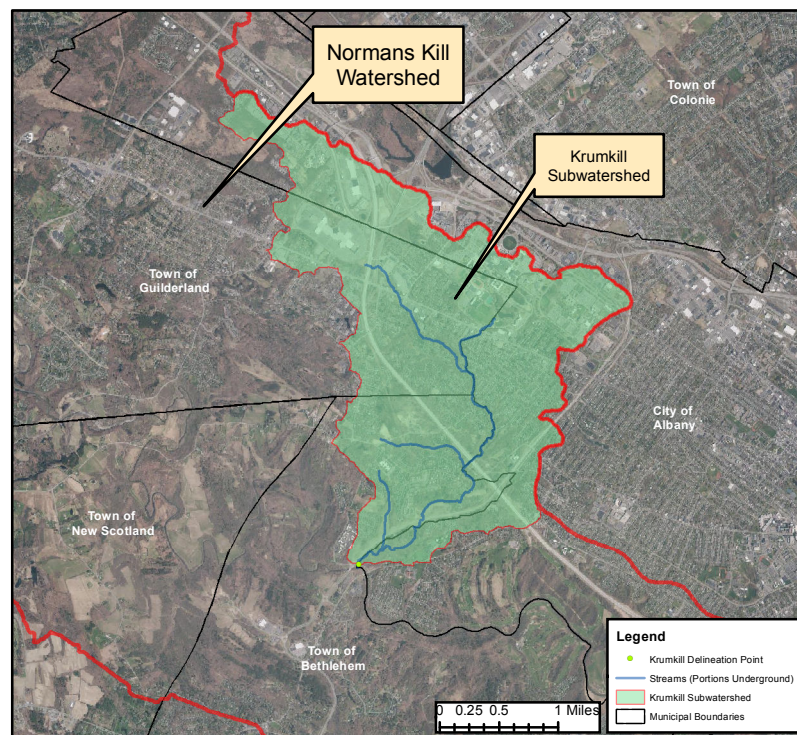 Normans Kill
Watershed
Town of
Colonie
Krumkill
Subwatershed
Town of
Guilderland
City of
Albany
Town of
New Scotland
Town of
Bethlehem
Legend
Krumkill Delineation Point
Streams (Portions Underground)
Krumkill Subwatershed
Municipal Boundaries
0 0.25 0.5 1 Miles